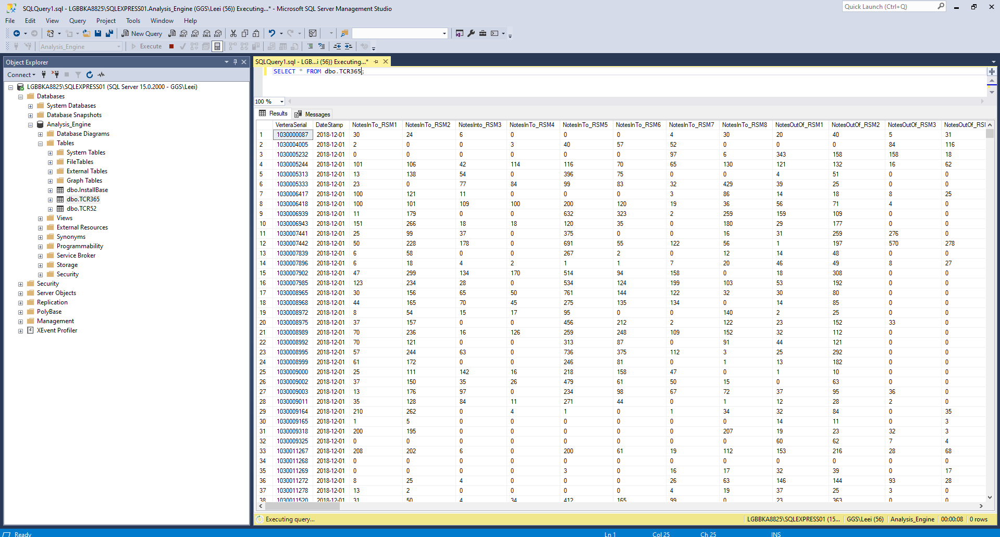 SQLQuery1.sql - LGBBKA8825\SQLEXPRESS01.Analysis_Engine (GGS\Leei (56)) Executing...* - Microsoft SQL Server Management Studio
Quick Launch (Ctrl+Q)
File Edit View Query Project Tools Window Help
New Query MDX DMX XMLA DAX
Analysis_Engine Execute
Object Explorer
Connect
LGBBKA8825\SQLEXPRESS01 (SQL Server 15.0.2000 - GGS\Leei)
Databases
System Databases
Database Snapshots
Analysis_Engine
Database Diagrams
Tables
System Tables
FileTables
External Tables
Graph Tables
dbo.InstallBase
dbo.TCR365
dbo.TCR52
Views
External Resources
Synonyms
Programmability
Service Broker
Storage
Security
Security
Server Objects
Replication
PolyBase
Management
XEvent Profiler
SQLQuery1.sql - LGB...i (56)) Executing...*
SELECT * FROM dbo.TCR365;
100 %
Results Messages
VerteraSerial DateStamp NotesInTo_RSM1 NotesInTo_RSM2 NotesInto_RSM3 NotesInTo_RSM4 NotesInTo_RSM5 NotesInTo_RSM6 NotesInTo_RSM7 NotesInTo_RSM8 NotesOutOf_RSM1 NotesOutOf_RSM2 NotesOutOf_RSM3 NotesOutOf_RSI
1 1030000087 2018-12-01 30 24 6 0 0 0 4 30 20 40 5 31
2 1030004005 2018-12-01 2 0 0 3 40 57 52 0 0 0 84 116
3 1030005232 2018-12-01 0 0 0 0 0 0 97 6 343 158 158 18
4 1030005244 2018-12-01 101 106 42 114 116 70 65 130 121 132 16 62
5 1030005313 2018-12-01 13 138 54 0 396 75 0 0 4 51 0 0
6 1030005333 2018-12-01 23 0 77 84 99 83 32 429 39 25 0 0
7 1030006417 2018-12-01 100 121 11 0 0 0 3 86 14 18 8 25
8 1030006418 2018-12-01 100 101 109 100 200 120 19 36 56 71 4 0
9 1030006939 2018-12-01 11 179 0 0 632 323 2 259 159 109 0 0
10 1030006943 2018-12-01 151 266 18 18 120 35 0 180 29 177 0 0
11 1030007441 2018-12-01 25 99 37 0 375 0 0 16 31 259 276 0
12 1030007442 2018-12-01 50 228 178 0 691 55 122 56 1 197 570 278
13 1030007839 2018-12-01 6 58 0 0 267 2 0 12 14 48 0 0
14 1030007896 2018-12-01 6 18 4 2 1 1 7 20 46 49 8 27
15 1030007902 2018-12-01 47 299 134 170 514 94 158 0 18 308 0 0
16 1030007985 2018-12-01 123 234 28 0 534 124 199 103 53 192 0 0
17 1030008965 2018-12-01 30 156 65 50 761 144 122 32 30 80 0 0
18 1030008968 2018-12-01 44 165 70 45 275 135 134 0 14 85 0 0
19 1030008972 2018-12-01 8 54 15 17 95 0 0 140 2 25 0 0
20 1030008975 2018-12-01 37 157 0 0 456 212 2 122 23 152 33 0
21 1030008989 2018-12-01 70 236 16 126 259 248 109 152 32 112 0 0
22 1030008992 2018-12-01 70 121 0 0 313 87 0 91 44 121 0 0
23 1030008995 2018-12-01 57 244 63 0 736 375 112 3 25 292 0 0
24 1030008999 2018-12-01 61 172 0 0 246 81 0 1 13 182 0 0
25 1030009000 2018-12-01 25 111 142 16 218 158 47 0 1 10 0 0
26 1030009002 2018-12-01 37 150 35 26 479 61 50 15 0 63 0 0
27 1030009003 2018-12-01 13 176 97 0 234 98 67 72 37 95 36 0
28 1030009011 2018-12-01 35 128 84 11 271 44 0 1 12 28 2 0
29 1030009164 2018-12-01 210 262 0 4 1 0 1 34 32 84 0 35
30 1030009165 2018-12-01 1 5 0 0 0 0 0 0 14 11 0 3
31 1030009318 2018-12-01 200 195 0 0 0 0 0 207 19 23 32 3
32 1030009325 2018-12-01 0 0 0 0 0 0 0 0 60 62 7 4
33 1030011267 2018-12-01 208 202 6 0 200 61 19 112 153 216 28 68
34 1030011268 2018-12-01 0 0 0 0 0 0 0 0 0 0 0 0
35 1030011269 2018-12-01 0 0 0 0 3 0 16 17 32 39 0 17
36 1030011272 2018-12-01 8 25 4 0 0 0 26 63 146 144 93 28
37 1030011278 2018-12-01 13 2 0 0 0 0 4 19 37 25 3 0
38 1030011520 2018-12-01 31 50 4 34 412 165 99 0 23 363 0 0
Executing query... LGBBKA8825\SQLEXPRESS01 (15... GGS\Leei (56) Analysis_Engine 00:00:08 0 rows
Ready Ln 1 Col 25 Ch 25 INS